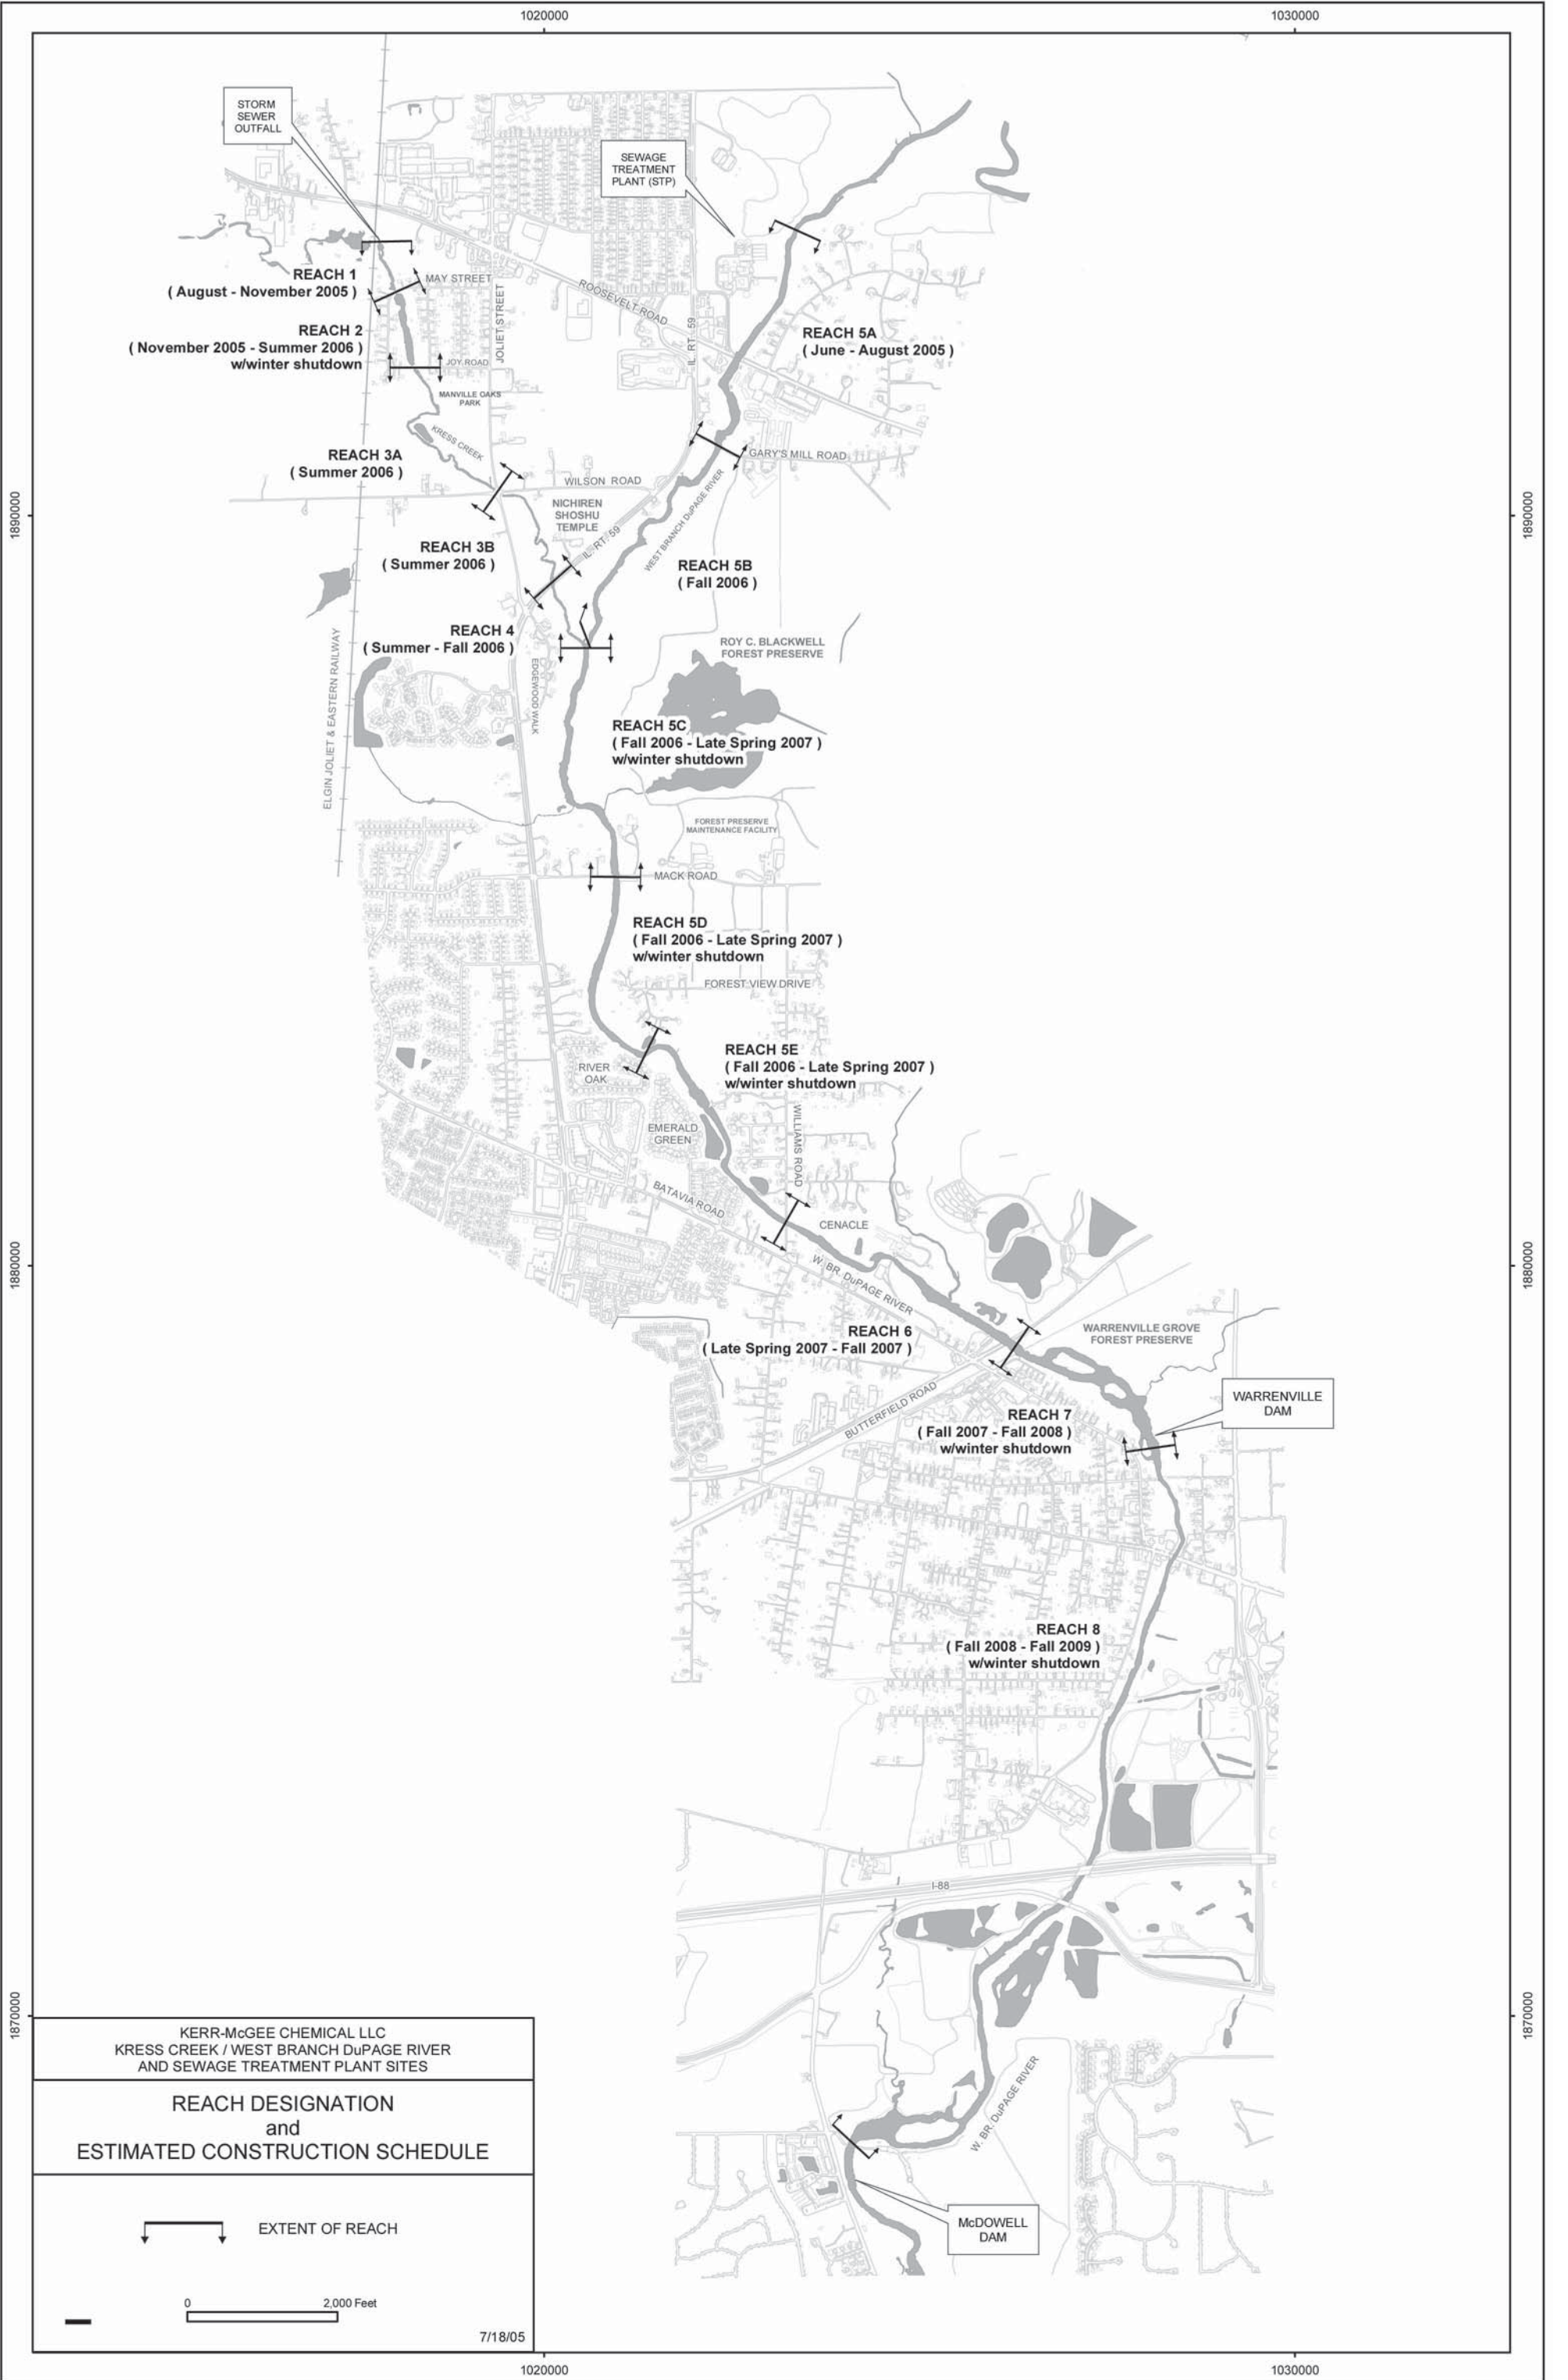 1020000
1030000
STORM
SEWER
OUTFALL
SEWAGE
TREATMENT
PLANT (STP)
REACH 1
( August - November 2005 )
MAY STREET
JOLIET STREET
ROOSEVELT ROAD
IL. RT. 59
REACH 2
( November 2005 - Summer 2006 )
w/winter shutdown
REACH 5A
( June - August 2005 )
JOY ROAD
MANVILLE OAKS
PARK
KRESS CREEK
REACH 3A
( Summer 2006 )
GARY'S MILL ROAD
WILSON ROAD
WEST BRANCH DuPAGE RIVER
1890000
1890000
NICHIREN
SHOSHU
TEMPLE
IL. RT. 59
REACH 3B
( Summer 2006 )
REACH 5B
( Fall 2006 )
REACH 4
( Summer - Fall 2006 )
ROY C. BLACKWELL
FOREST PRESERVE
ELGIN JOLIET & EASTERN RAILWAY
EDGEWOOD WALK
REACH 5C
( Fall 2006 - Late Spring 2007 )
w/winter shutdown
FOREST PRESERVE
MAINTENANCE FACILITY
MACK ROAD
REACH 5D
( Fall 2006 - Late Spring 2007 )
w/winter shutdown
FOREST VIEW DRIVE
REACH 5E
( Fall 2006 - Late Spring 2007 )
w/winter shutdown
RIVER
OAK
EMERALD
GREEN
WILLIAMS ROAD
BATAVIA ROAD
CENACLE
1880000
1880000
W. BR. DuPAGE RIVER
REACH 6
( Late Spring 2007 - Fall 2007 )
WARRENVILLE GROVE
FOREST PRESERVE
WARRENVILLE
DAM
BUTTERFIELD ROAD
REACH 7
( Fall 2007 - Fall 2008 )
w/winter shutdown
REACH 8
( Fall 2008 - Fall 2009 )
w/winter shutdown
I-88
1870000
1870000
W. BR. DuPAGE RIVER
McDOWELL
DAM
KERR-McGEE CHEMICAL LLC
KRESS CREEK / WEST BRANCH DuPAGE RIVER
AND SEWAGE TREATMENT PLANT SITES
REACH DESIGNATION
and
ESTIMATED CONSTRUCTION SCHEDULE
EXTENT OF REACH
0
2,000 Feet
7/18/05
1020000
1030000